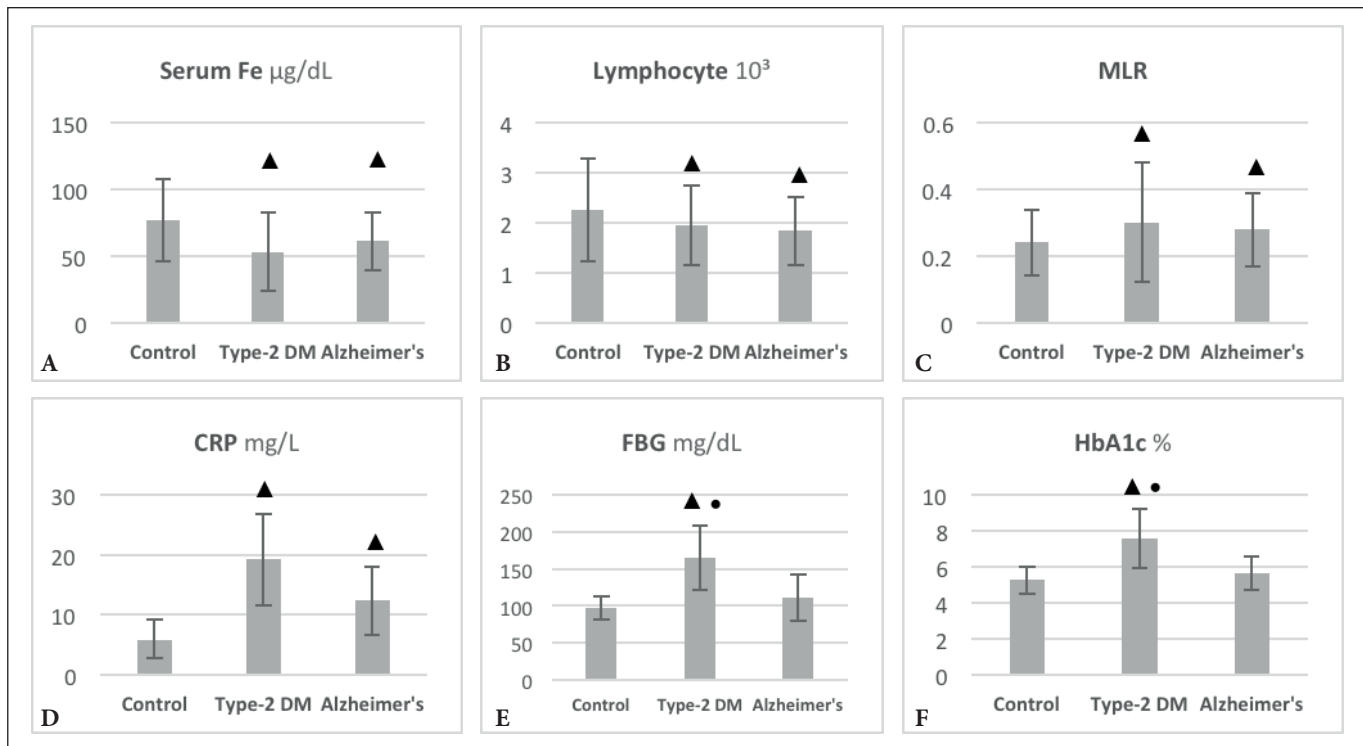 Serum Fe µg/dL
150
100
50
0
Control Type-2 DM Alzheimer's
A
Lymphocyte 10³
4
3
2
1
0
Control Type-2 DM Alzheimer's
B
MLR
0.6
0.4
0.2
0
Control Type-2 DM Alzheimer's
C
CRP mg/L
30
20
10
0
Control Type-2 DM Alzheimer's
D
FBG mg/dL
250
200
150
100
50
0
Control Type-2 DM Alzheimer's
E
HbA1c %
10
8
6
4
2
0
Control Type-2 DM Alzheimer's
F